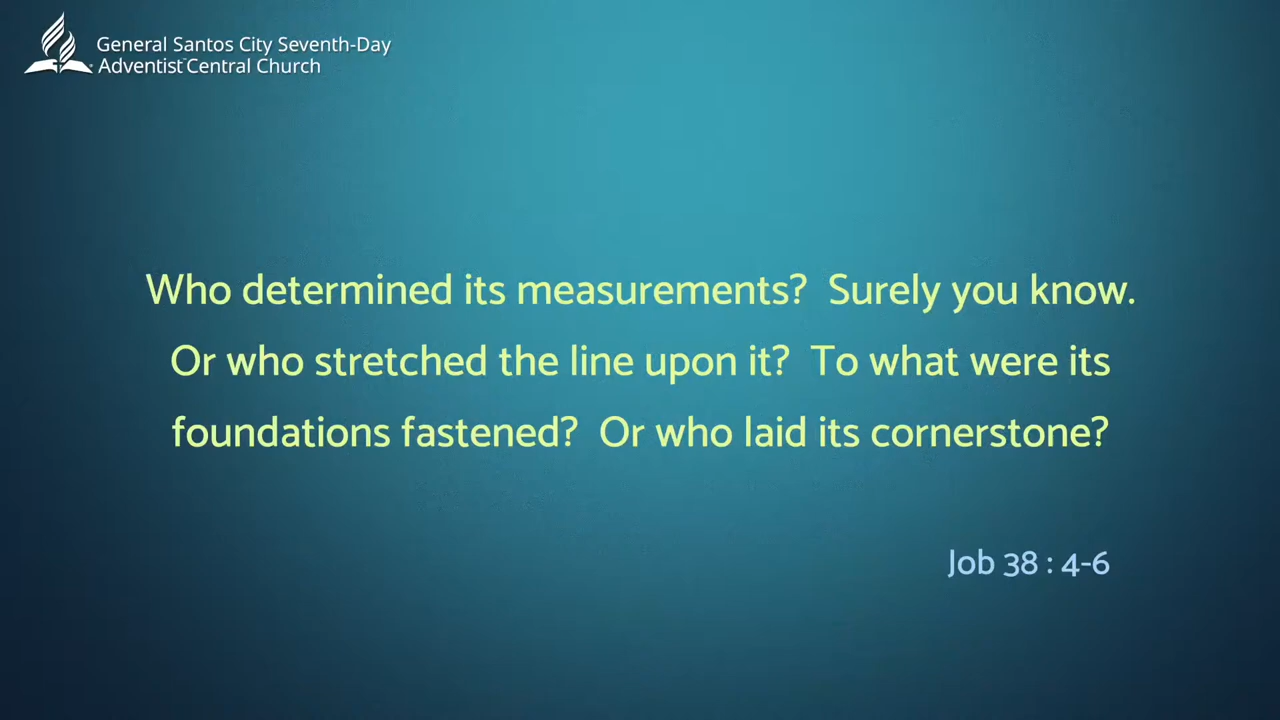 General Santos City Seventh-Day
Adventist Central Church
Who determined its measurements?  Surely you know.
Or who stretched the line upon it?  To what were its
foundations fastened?  Or who laid its cornerstone?
Job 38 : 4-6